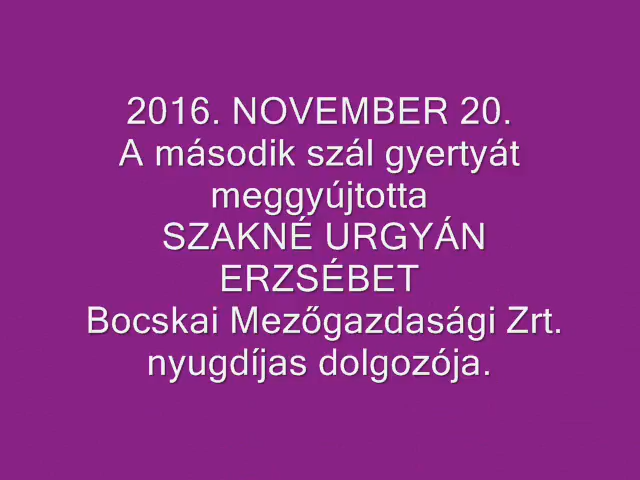 2016. NOVEMBER 20.
A második szál gyertyát
meggyújtotta
SZAKNÉ URGYÁN
ERZSÉBET
Bocskai Mezőgazdasági Zrt.
nyugdíjas dolgozója.